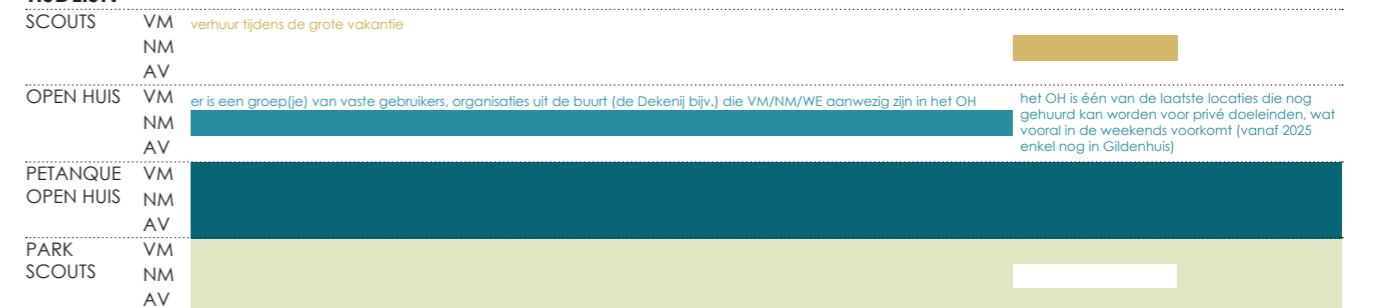 SCOUTS VM verhuur tijdens de grote vakantie
NM
AV
OPEN HUIS VM er is een groep(je) van vaste gebruikers, organisaties uit de buurt (de Dekenij bijv.) die VM/NM/WE aanwezig zijn in het OH
NM
AV
het OH is één van de laatste locaties die nog
gehuurd kan worden voor privé doeleinden, wat
vooral in de weekends voorkomt (vanaf 2025
enkel nog in Gildenhuis)
PETANQUE VM
OPEN HUIS NM
AV
PARK VM
SCOUTS NM
AV